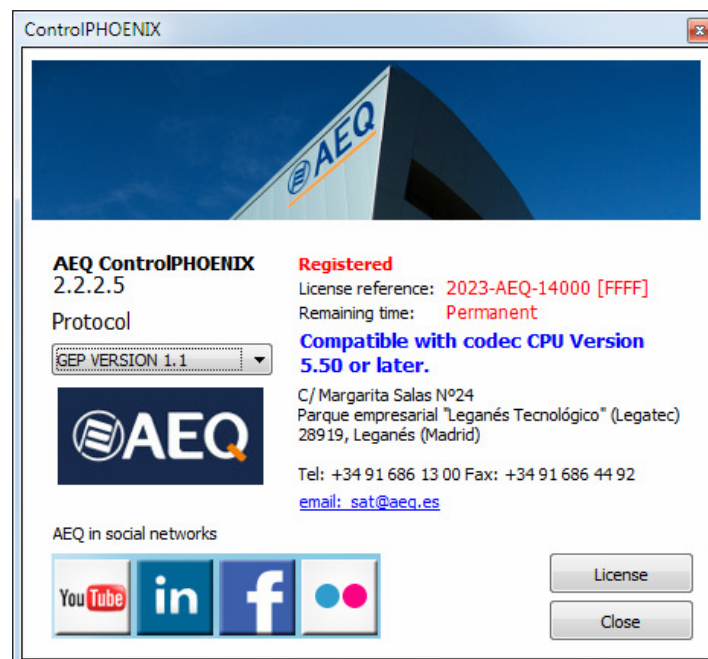 ControlPHOENIX
AEQ
AEQ ControlPHOENIX
2.2.2.5
Protocol
GEP VERSION 1.1
AEQ
Registered
License reference: 2023-AEQ-14000 [FFFF]
Remaining time: Permanent
Compatible with codec CPU Version
5.50 or later.
C/ Margarita Salas Nº24
Parque empresarial "Leganés Tecnológico" (Legatec)
28919, Leganés (Madrid)
Tel: +34 91 686 13 00 Fax: +34 91 686 44 92
email: sat@aeq.es
AEQ in social networks
You Tube
in
f
License
Close